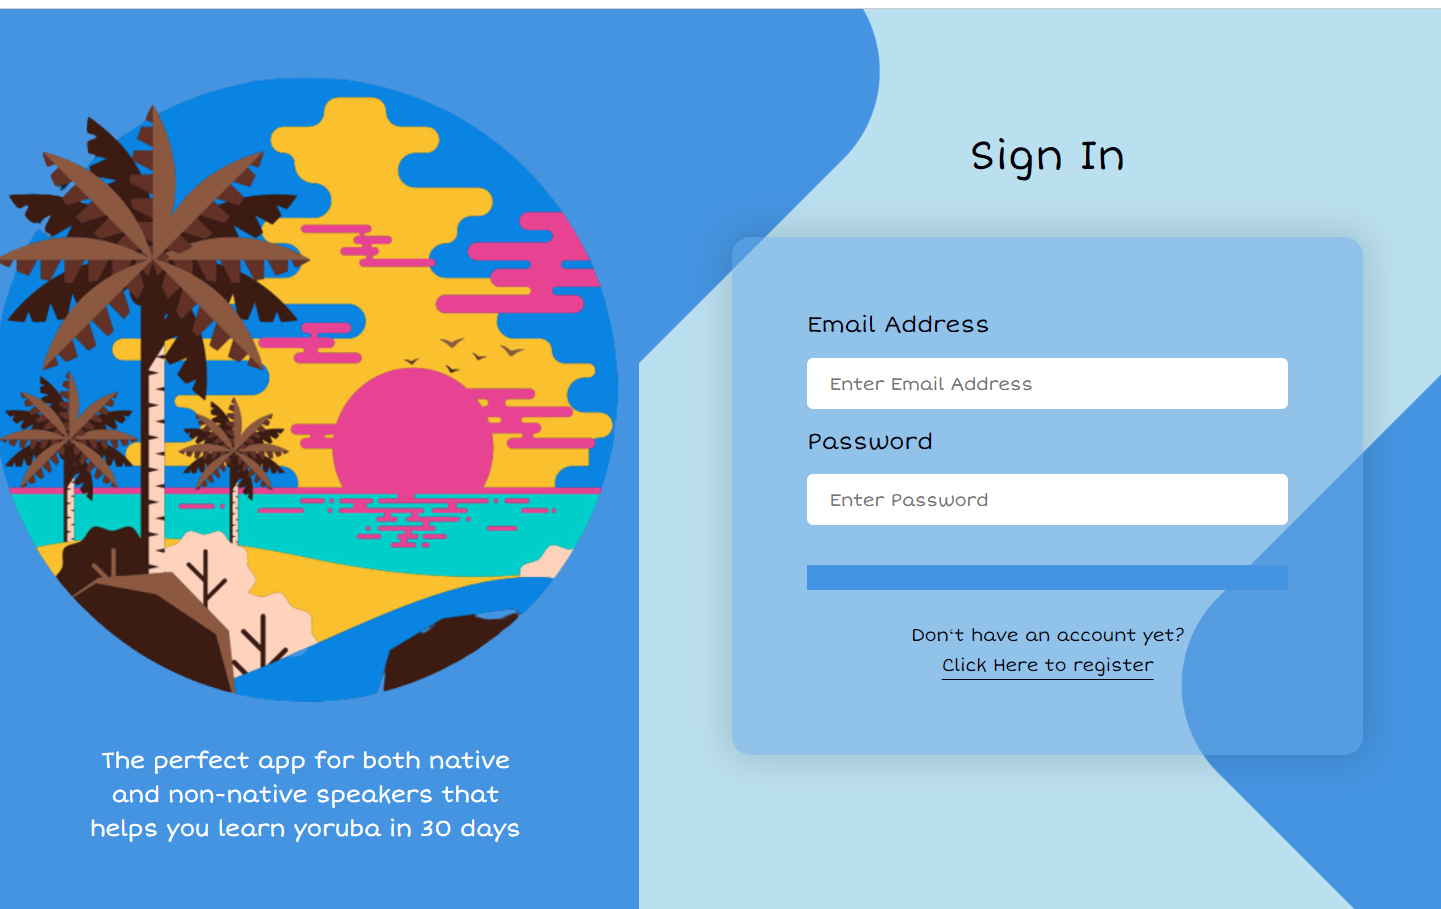 Sign In
Email Address
Enter Email Address
Password
Enter Password
Don't have an account yet?
Click Here to register
The perfect app for both native
and non-native speakers that
helps you learn yoruba in 30 days